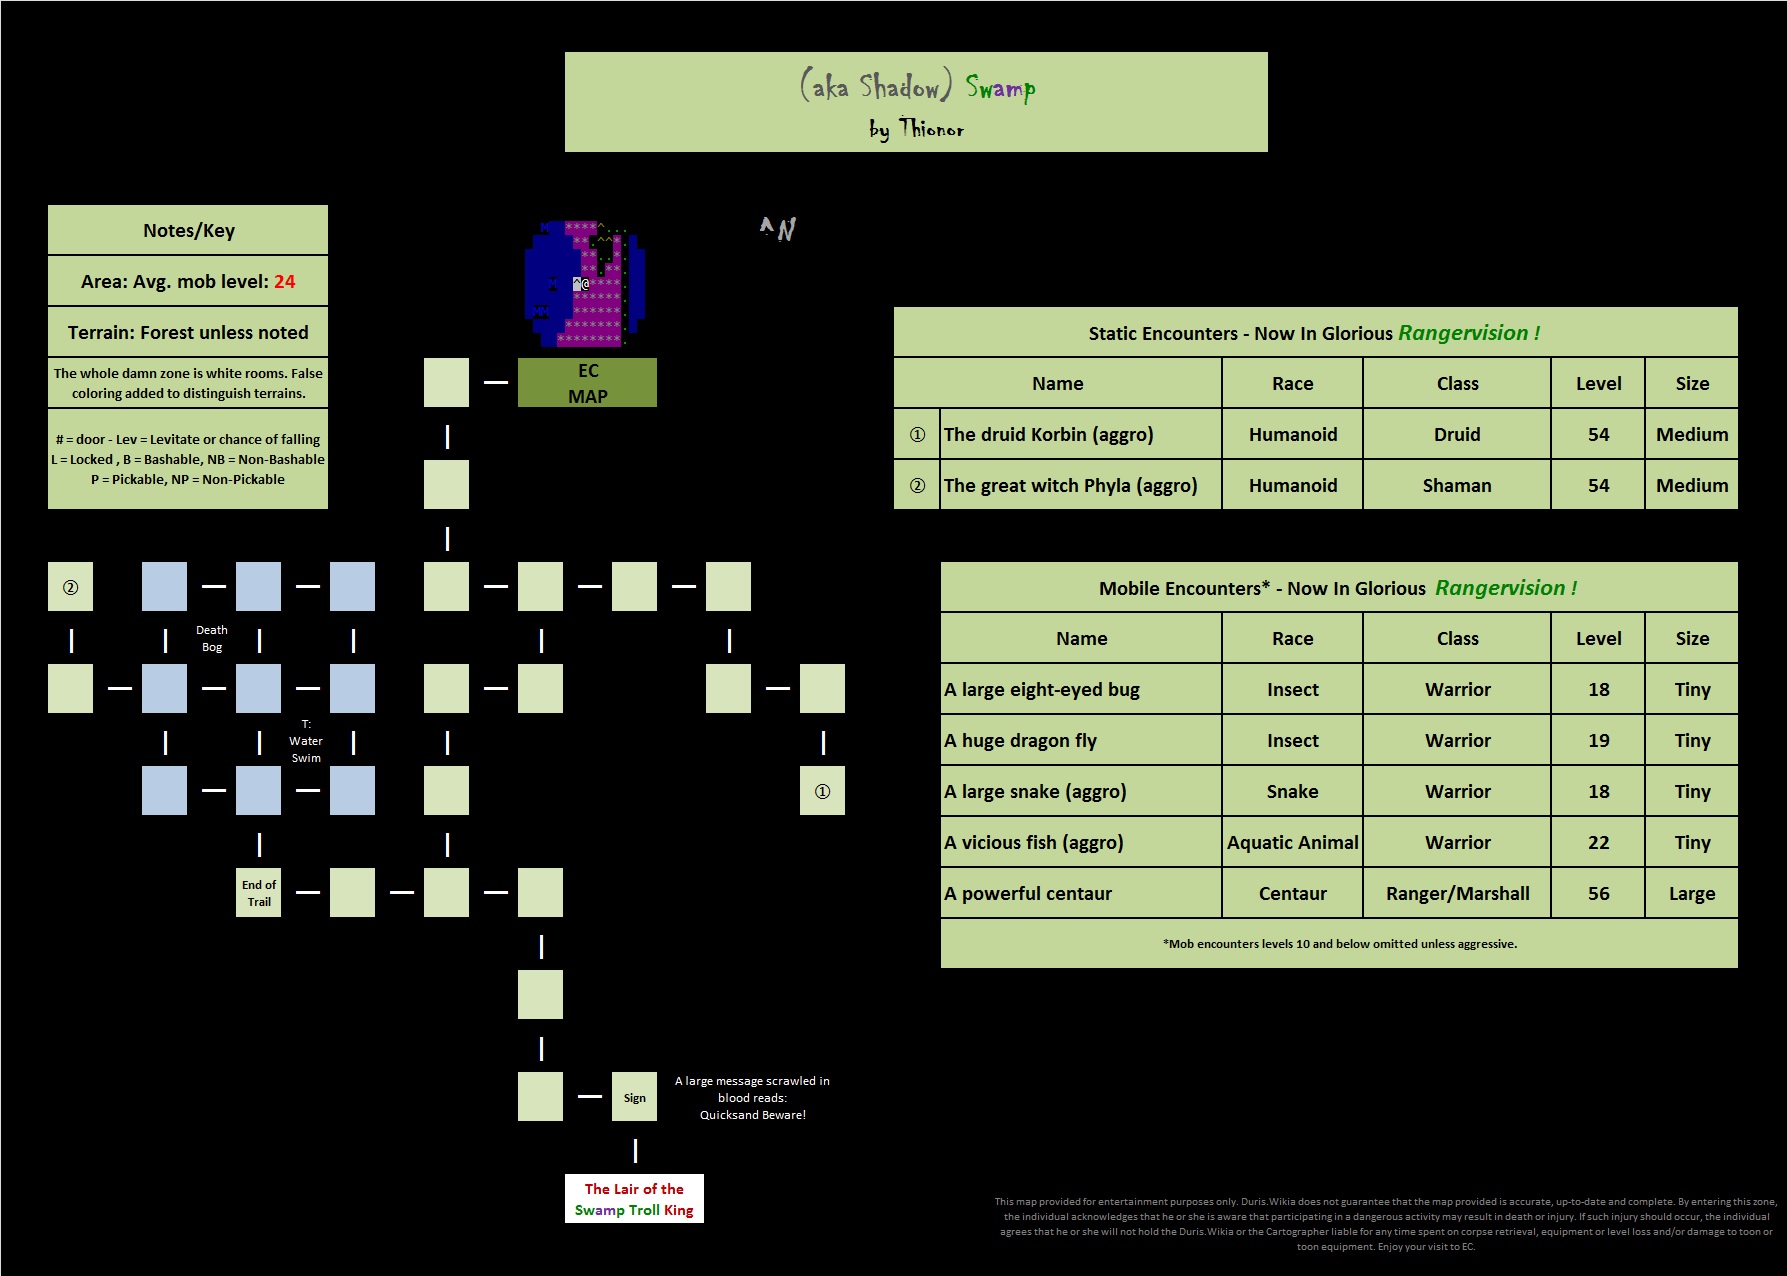 (aka Shadow) Swamp
by Thionor
^N
Notes/Key
Area: Avg. mob level: 24
Terrain: Forest unless noted
The whole damn zone is white rooms. False
coloring added to distinguish terrains.
# = door - Lev = Levitate or chance of falling
L = Locked , B = Bashable, NB = Non-Bashable
P = Pickable, NP = Non-Pickable
EC
MAP
Static Encounters - Now In Glorious Rangervision !
Name Race Class Level Size
① The druid Korbin (aggro) Humanoid Druid 54 Medium
② The great witch Phyla (aggro) Humanoid Shaman 54 Medium
②
Death
Bog
T:
Water
Swim
①
End of
Trail
Sign
A large message scrawled in
blood reads:
Quicksand Beware!
The Lair of the
Swamp Troll King
Mobile Encounters* - Now In Glorious Rangervision !
Name Race Class Level Size
A large eight-eyed bug Insect Warrior 18 Tiny
A huge dragon fly Insect Warrior 19 Tiny
A large snake (aggro) Snake Warrior 18 Tiny
A vicious fish (aggro) Aquatic Animal Warrior 22 Tiny
A powerful centaur Centaur Ranger/Marshall 56 Large
*Mob encounters levels 10 and below omitted unless aggressive.
This map provided for entertainment purposes only. Duris.Wikia does not guarantee that the map provided is accurate, up-to-date and complete. By entering this zone,
the individual acknowledges that he or she is aware that participating in a dangerous activity may result in death or injury. If such injury should occur, the individual
agrees that he or she will not hold the Duris.Wikia or the Cartographer liable for any time spent on corpse retrieval, equipment or level loss and/or damage to toon or
toon equipment. Enjoy your visit to EC.